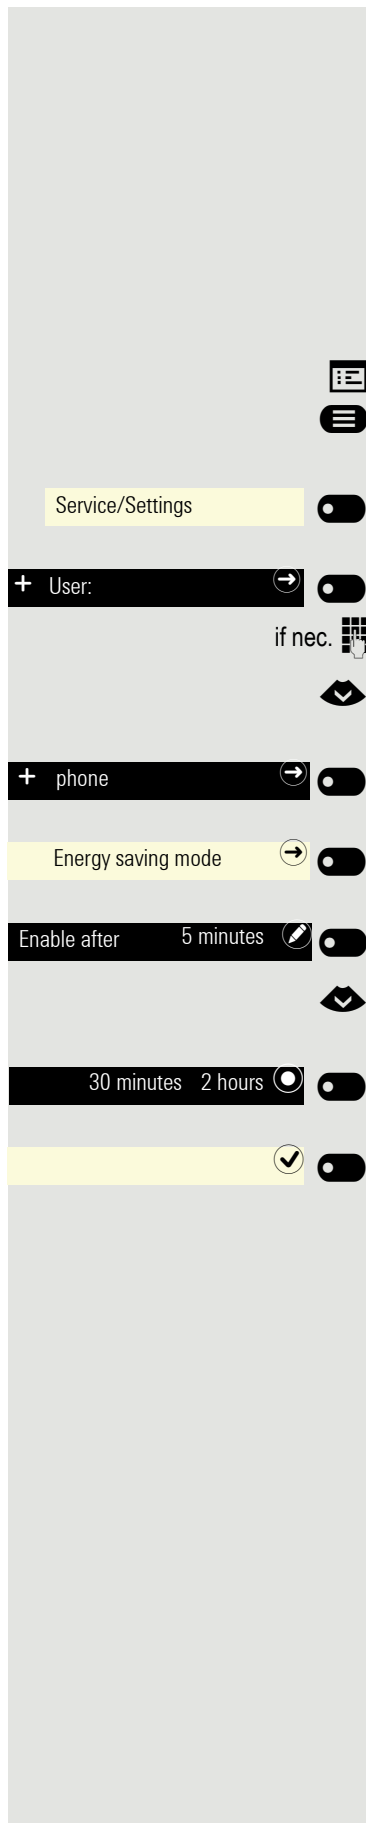 Service/Settings
+ User:
if nec.
+ phone
Energy saving mode
Enable after 5 minutes
30 minutes 2 hours